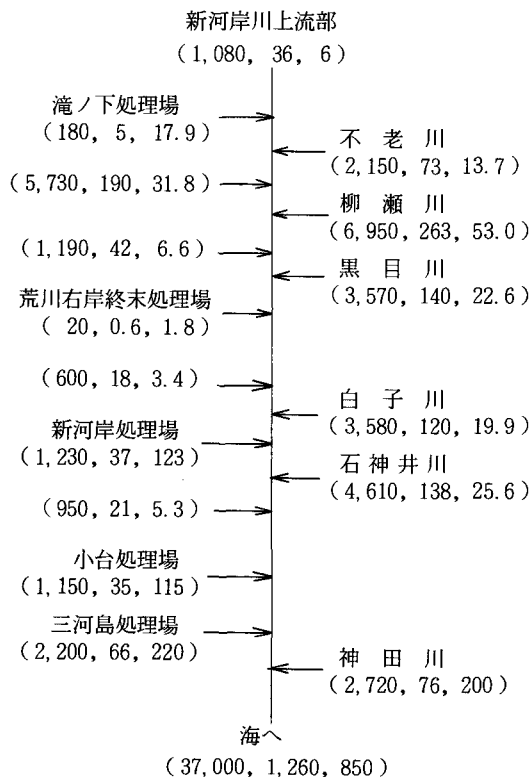 新河岸川上流部
(1,080, 36, 6)
滝ノ下処理場
(180, 5, 17.9)
不老川
(2,150, 73, 13.7)
(5,730, 190, 31.8)
柳瀬川
(6,950, 263, 53.0)
(1,190, 42, 6.6)
黒目川
(3,570, 140, 22.6)
荒川右岸終末処理場
( 20, 0.6, 1.8)
(600, 18, 3.4)
白子川
(3,580, 120, 19.9)
新河岸処理場
(1,230, 37, 123)
石神井川
(4,610, 138, 25.6)
(950, 21, 5.3)
小台処理場
(1,150, 35, 115)
三河島処理場
(2,200, 66, 220)
神田川
(2,720, 76, 200)
海へ
(37,000, 1,260, 850)